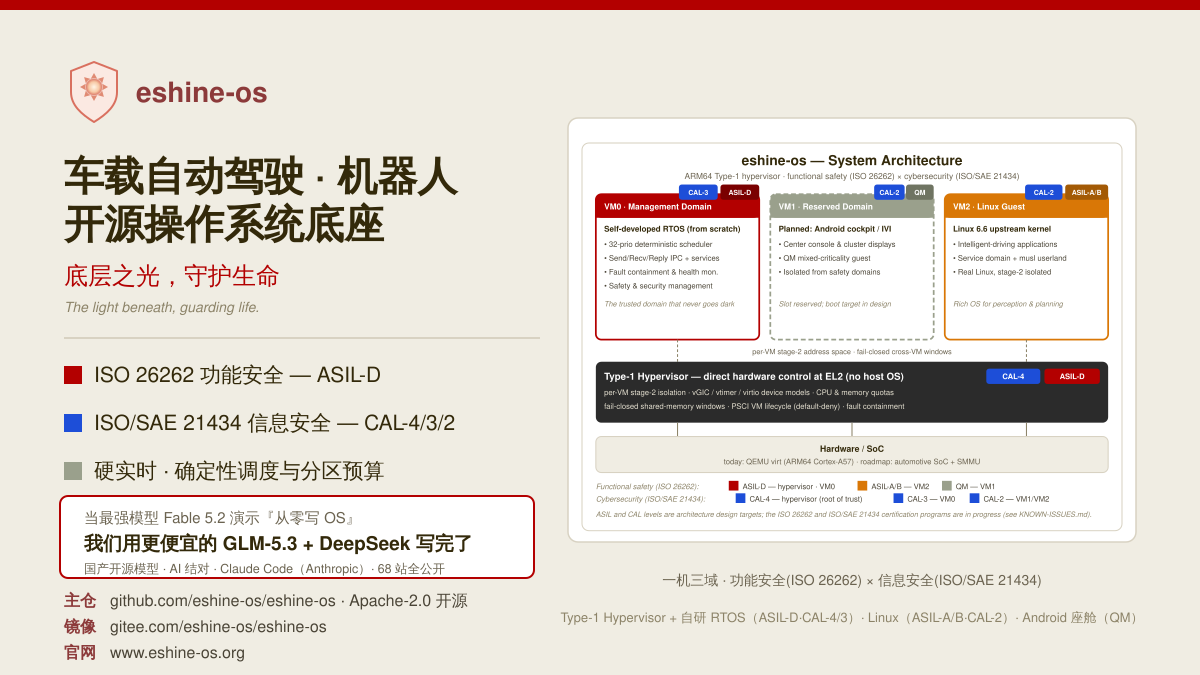 eshine-os
车载自动驾驶 · 机器人
开源操作系统底座
底层之光，守护生命
The light beneath, guarding life.
ISO 26262 功能安全 — ASIL-D
ISO/SAE 21434 信息安全 — CAL-4/3/2
硬实时 · 确定性调度与分区预算
当最强模型 Fable 5.2 演示『从零写 OS』
我们用更便宜的 GLM-5.3 + DeepSeek 写完了
国产开源模型 · AI 结对 · Claude Code（Anthropic）· 68 站全公开
主仓 github.com/eshine-os/eshine-os · Apache-2.0 开源
镜像 gitee.com/eshine-os/eshine-os
官网 www.eshine-os.org
eshine-os — System Architecture
ARM64 Type-1 hypervisor · functional safety (ISO 26262) × cybersecurity (ISO/SAE 21434)
CAL-3 ASIL-D
VM0 · Management Domain
Self-developed RTOS (from scratch)
• 32-prio deterministic scheduler
• Send/Recv/Reply IPC + services
• Fault containment & health mon.
• Safety & security management
The trusted domain that never goes dark
CAL-2 QM
VM1 · Reserved Domain
Planned: Android cockpit / IVI
• Center console & cluster displays
• QM mixed-criticality guest
• Isolated from safety domains
Slot reserved; boot target in design
CAL-2 ASIL-A/B
VM2 · Linux Guest
Linux 6.6 upstream kernel
• Intelligent-driving applications
• Service domain + musl userland
• Real Linux, stage-2 isolated
Rich OS for perception & planning
per-VM stage-2 address space · fail-closed cross-VM windows
Type-1 Hypervisor — direct hardware control at EL2 (no host OS)
CAL-4 ASIL-D
per-VM stage-2 isolation · vGIC / vtimer / virtio device models · CPU & memory quotas
fail-closed shared-memory windows · PSCI VM lifecycle (default-deny) · fault containment
Hardware / SoC
today: QEMU virt (ARM64 Cortex-A57) · roadmap: automotive SoC + SMMU
Functional safety (ISO 26262): ASIL-D — hypervisor · VM0 ASIL-A/B — VM2 QM — VM1
Cybersecurity (ISO/SAE 21434): CAL-4 — hypervisor (root of trust) CAL-3 — VM0 CAL-2 — VM1/VM2
ASIL and CAL levels are architecture design targets; the ISO 26262 and ISO/SAE 21434 certification programs are in progress (see KNOWN-ISSUES.md).
一机三域 · 功能安全(ISO 26262) × 信息安全(ISO/SAE 21434)
Type-1 Hypervisor + 自研 RTOS（ASIL-D·CAL-4/3）· Linux（ASIL-A/B·CAL-2）· Android 座舱（QM）